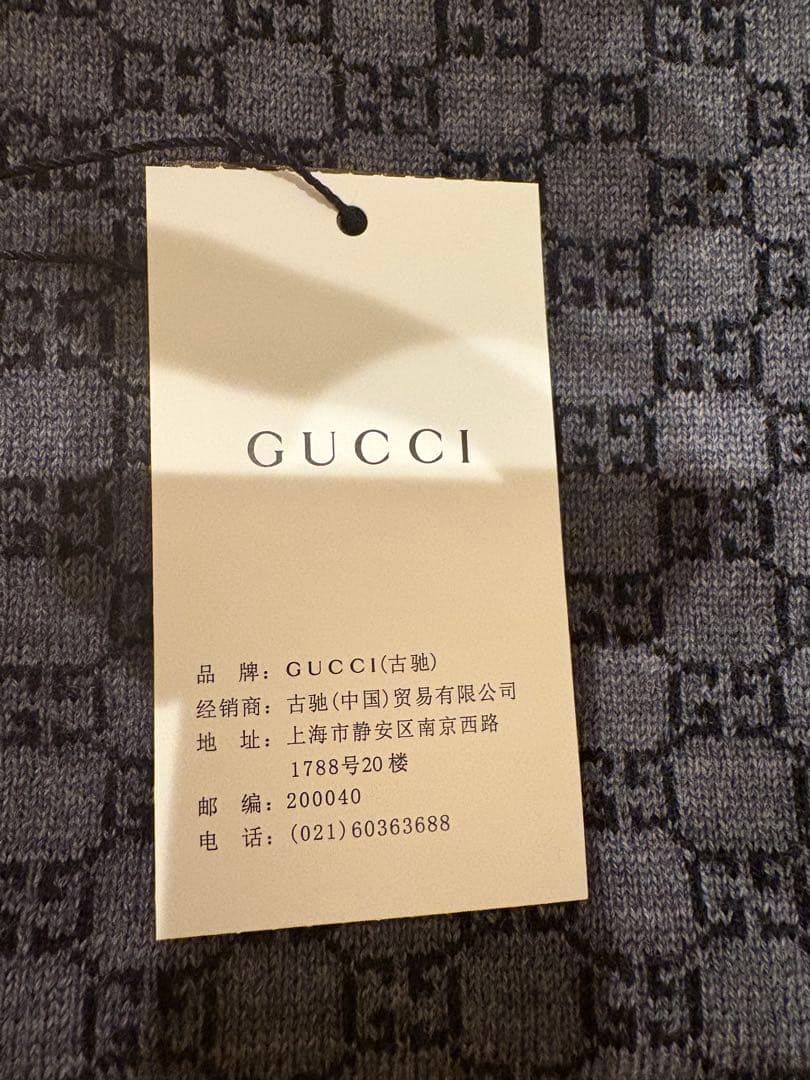 GUCCI
品 牌：GUCCI(古驰)
经销商：古驰(中国)贸易有限公司
地 址：上海市静安区南京西路
1788号20楼
邮 编：200040
电 话：(021)60363688